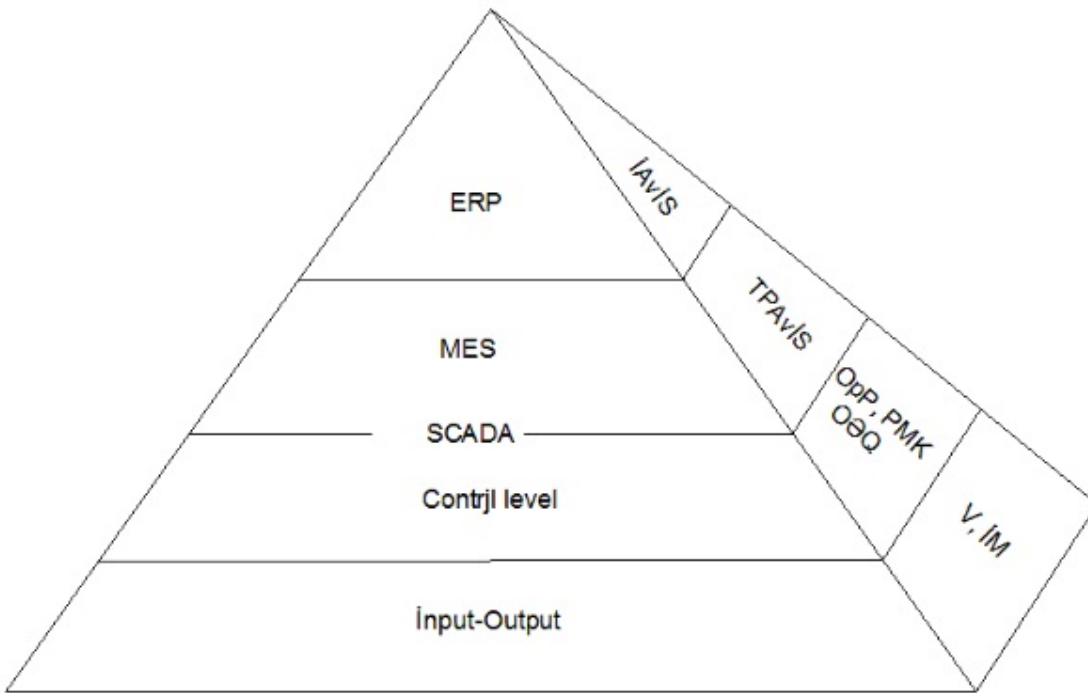 ERP
İAvİS
MES
TPAvİS
SCADA
OpP, PMK
OƏQ
Contrjl level
V, İM
İnput-Output